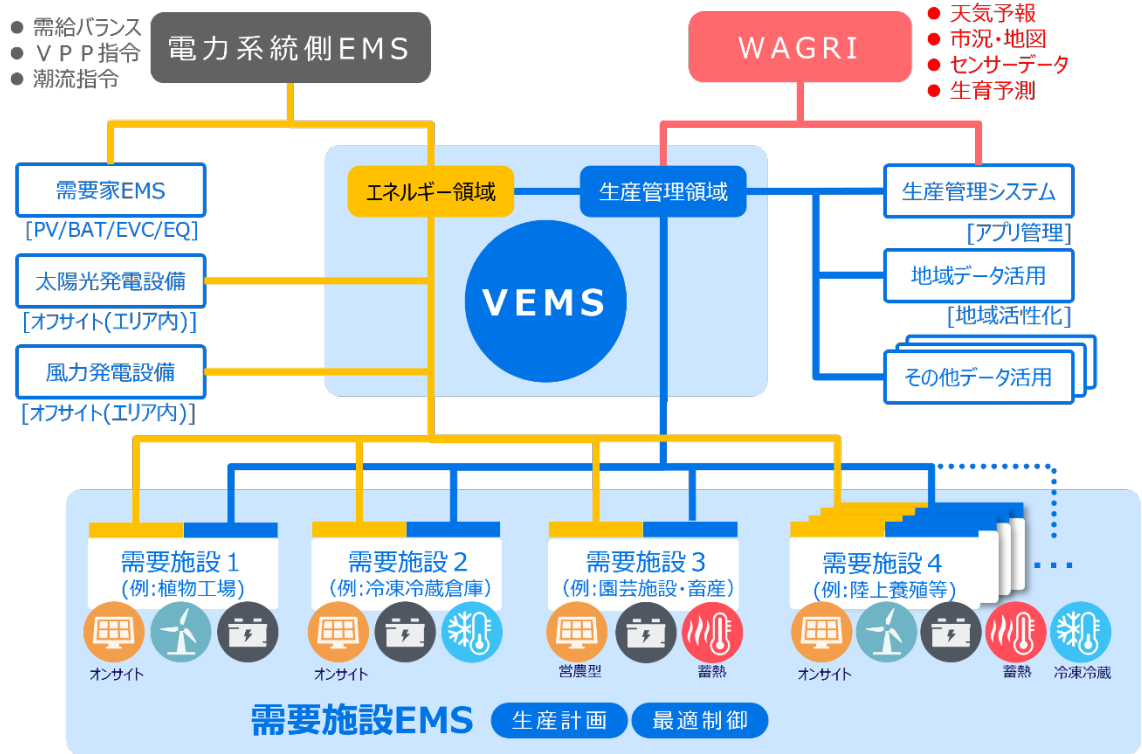 ● 需給バランス
● ＶＰＰ指令
● 潮流指令
電力系統側EMS
WAGRI
● 天気予報
● 市況・地図
● センサーデータ
● 生育予測
需要家EMS
[PV/BAT/EVC/EQ]
太陽光発電設備
[オフサイト(エリア内)]
風力発電設備
[オフサイト(エリア内)]
エネルギー領域
生産管理領域
VEMS
生産管理システム
[アプリ管理]
地域データ活用
[地域活性化]
その他データ活用
需要施設１
(例:植物工場)
オンサイト
需要施設２
(例:冷凍冷蔵倉庫)
オンサイト
需要施設３
(例:園芸施設・畜産)
営農型
蓄熱
需要施設４
(例:陸上養殖等)
オンサイト
蓄熱
冷凍冷蔵
需要施設EMS
生産計画
最適制御